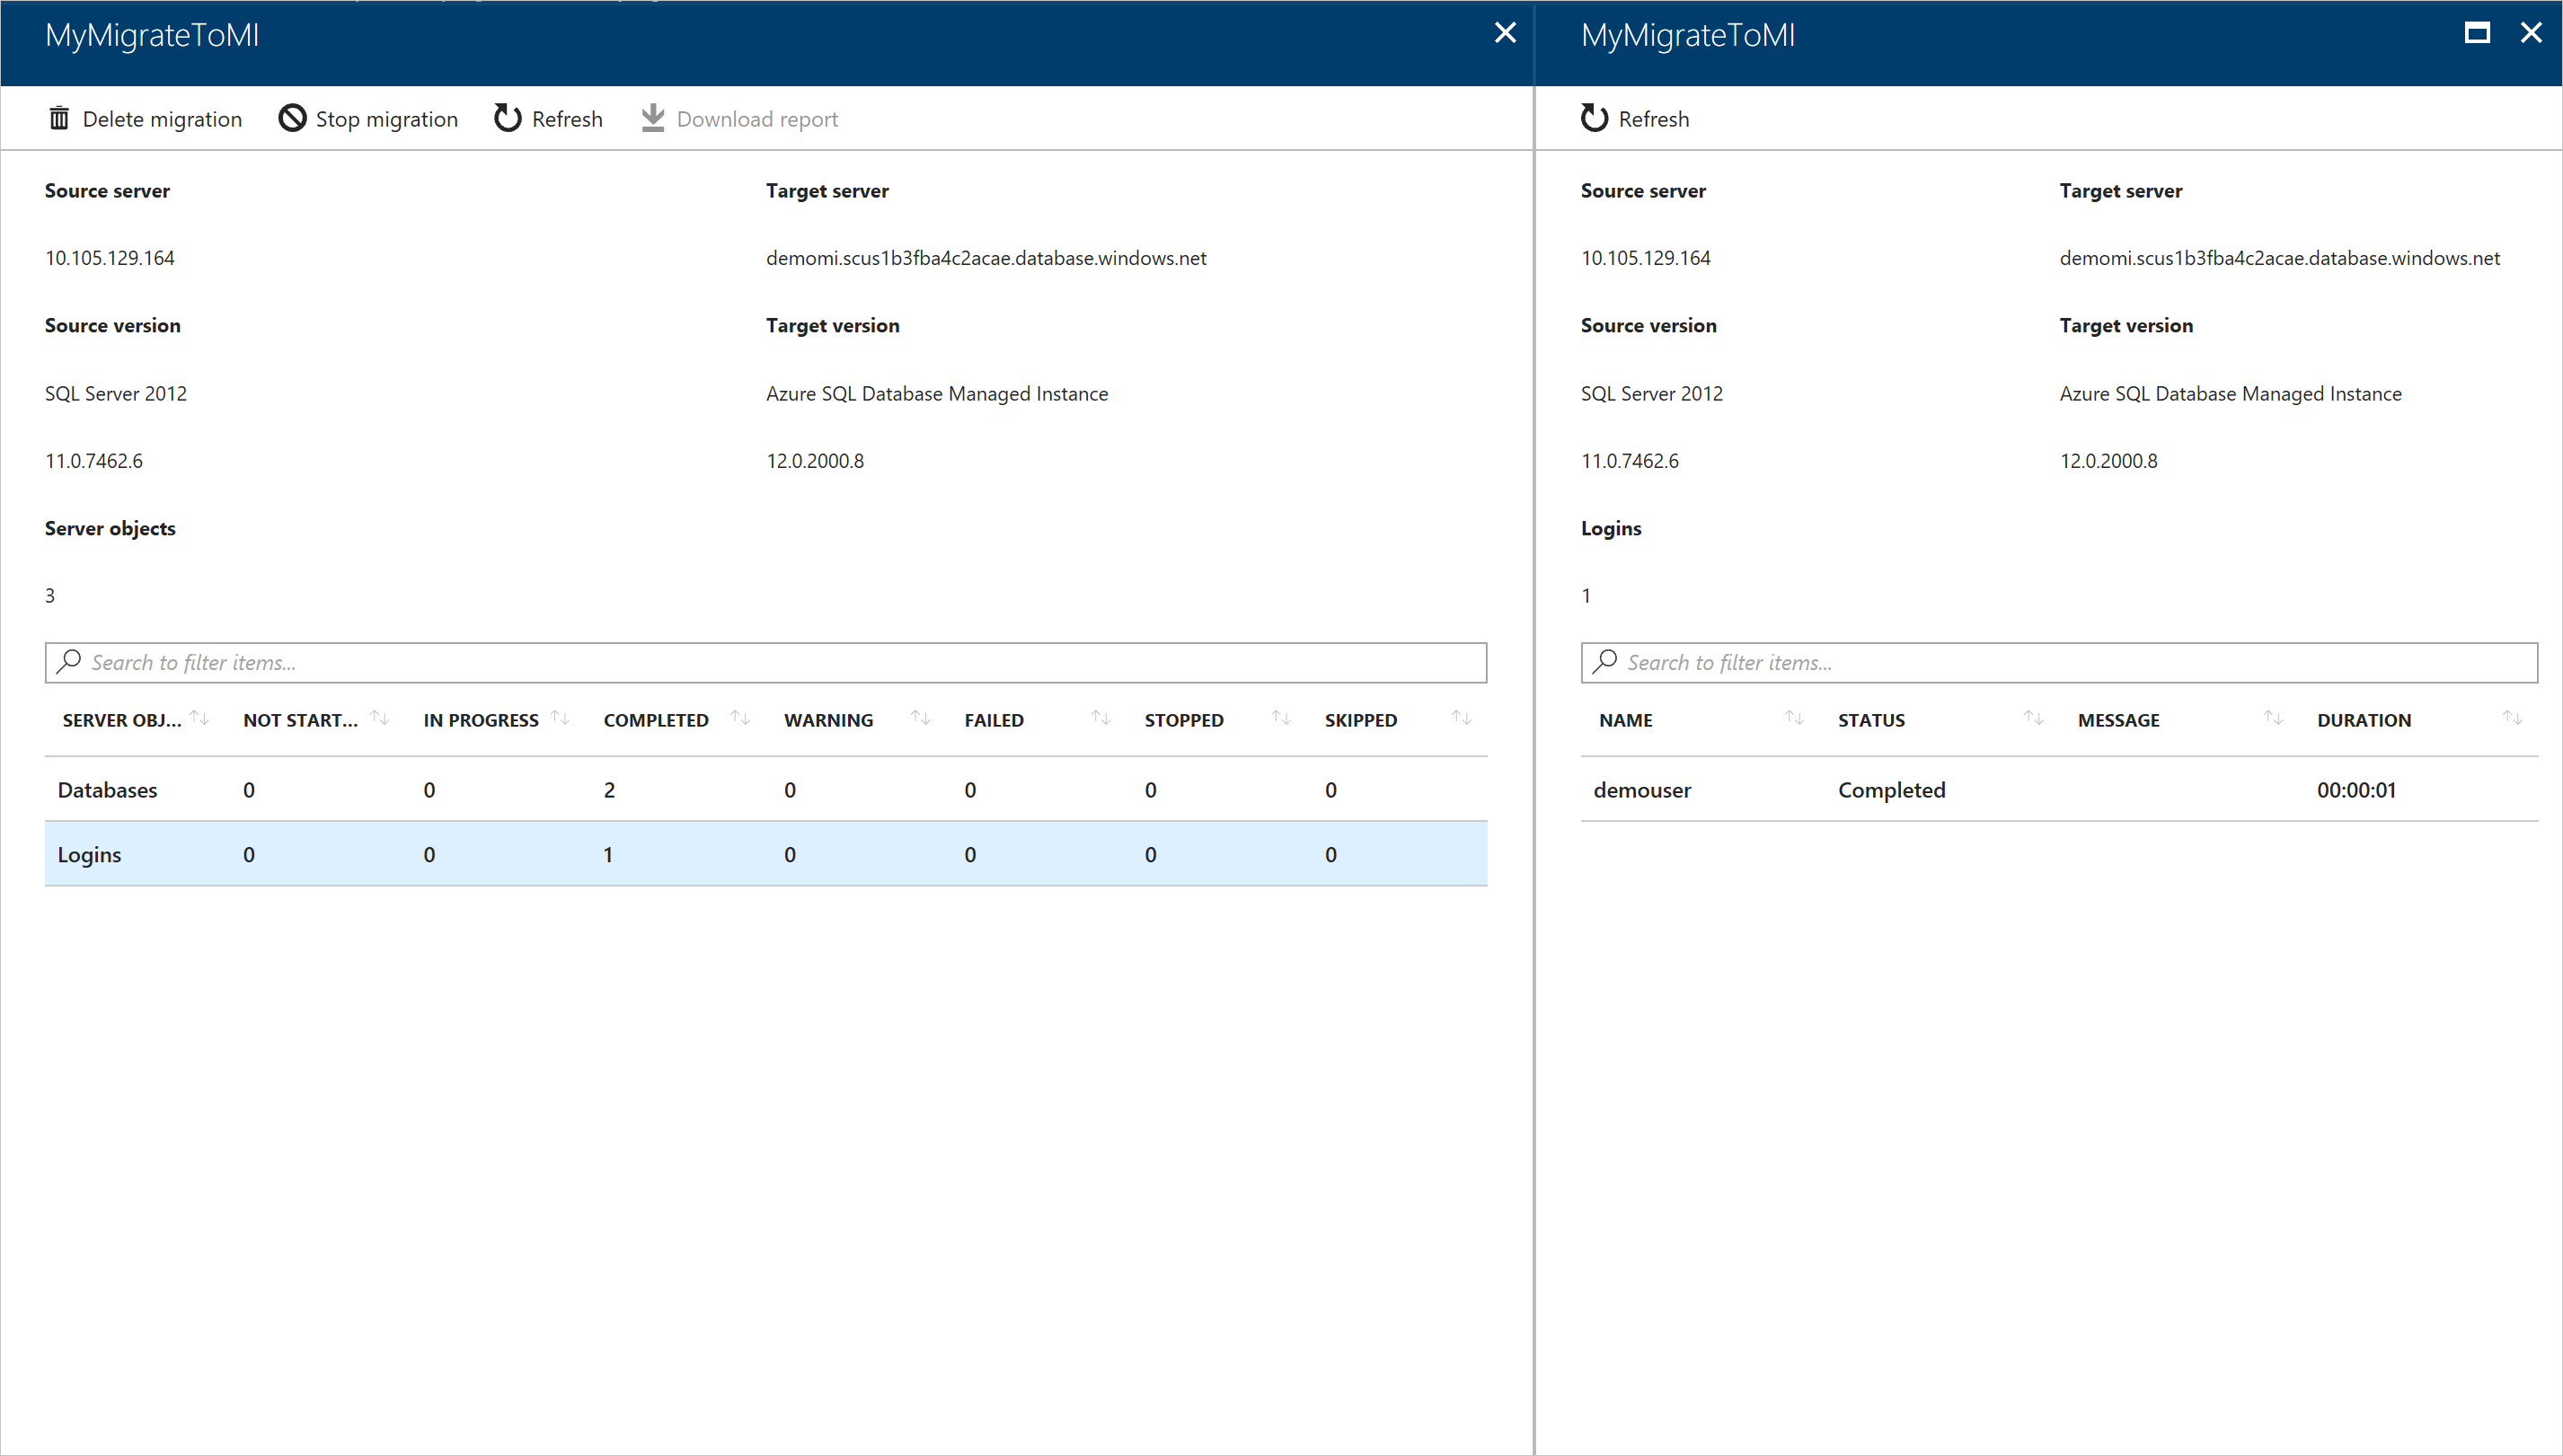 MyMigrateToMI
Delete migration Stop migration Refresh Download report
Source server Target server
10.105.129.164 demomi.scus1b3fba4c2acae.database.windows.net
Source version Target version
SQL Server 2012 Azure SQL Database Managed Instance
11.0.7462.6 12.0.2000.8
Server objects
3
Search to filter items...
SERVER OBJ... NOT START... IN PROGRESS COMPLETED WARNING FAILED STOPPED SKIPPED
Databases 0 0 2 0 0 0 0
Logins 0 0 1 0 0 0 0
MyMigrateToMI
Refresh
Source server Target server
10.105.129.164 demomi.scus1b3fba4c2acae.database.windows.net
Source version Target version
SQL Server 2012 Azure SQL Database Managed Instance
11.0.7462.6 12.0.2000.8
Logins
1
Search to filter items...
NAME STATUS MESSAGE DURATION
demouser Completed 00:00:01